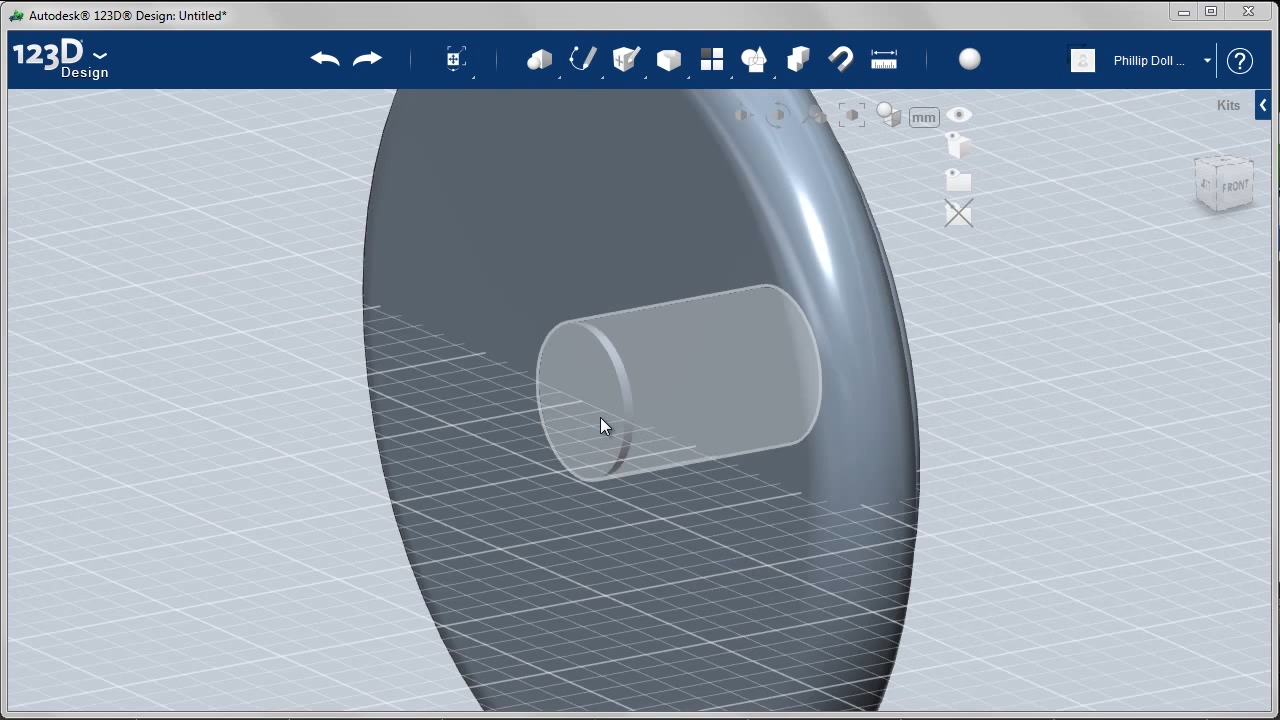 Autodesk® 123D® Design: Untitled*
123D
Design
Phillip Doll ...
?
mm
Kits
FRONT